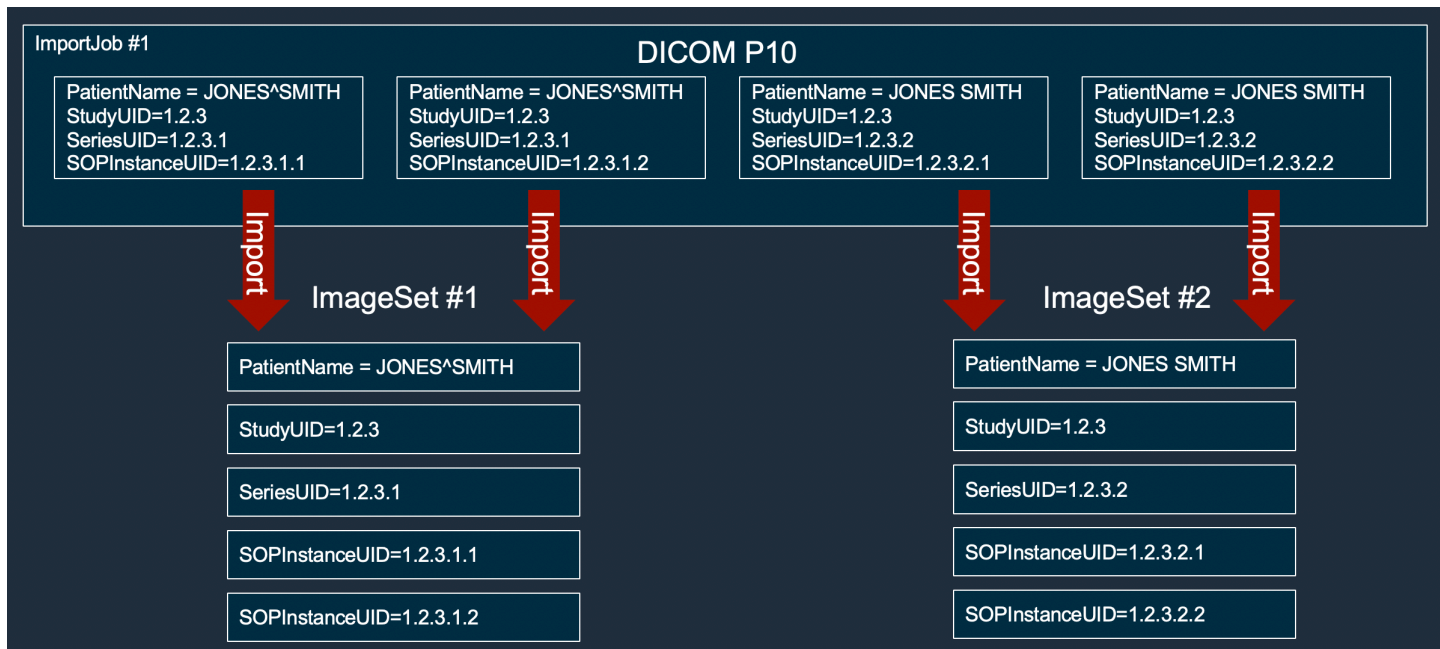 ImportJob #1
DICOM P10
PatientName = JONES^SMITH
StudyUID=1.2.3
SeriesUID=1.2.3.1
SOPInstanceUID=1.2.3.1.1
PatientName = JONES^SMITH
StudyUID=1.2.3
SeriesUID=1.2.3.1
SOPInstanceUID=1.2.3.1.2
PatientName = JONES SMITH
StudyUID=1.2.3
SeriesUID=1.2.3.2
SOPInstanceUID=1.2.3.2.1
PatientName = JONES SMITH
StudyUID=1.2.3
SeriesUID=1.2.3.2
SOPInstanceUID=1.2.3.2.2
Import
Import
Import
Import
ImageSet #1
PatientName = JONES^SMITH
StudyUID=1.2.3
SeriesUID=1.2.3.1
SOPInstanceUID=1.2.3.1.1
SOPInstanceUID=1.2.3.1.2
ImageSet #2
PatientName = JONES SMITH
StudyUID=1.2.3
SeriesUID=1.2.3.2
SOPInstanceUID=1.2.3.2.1
SOPInstanceUID=1.2.3.2.2